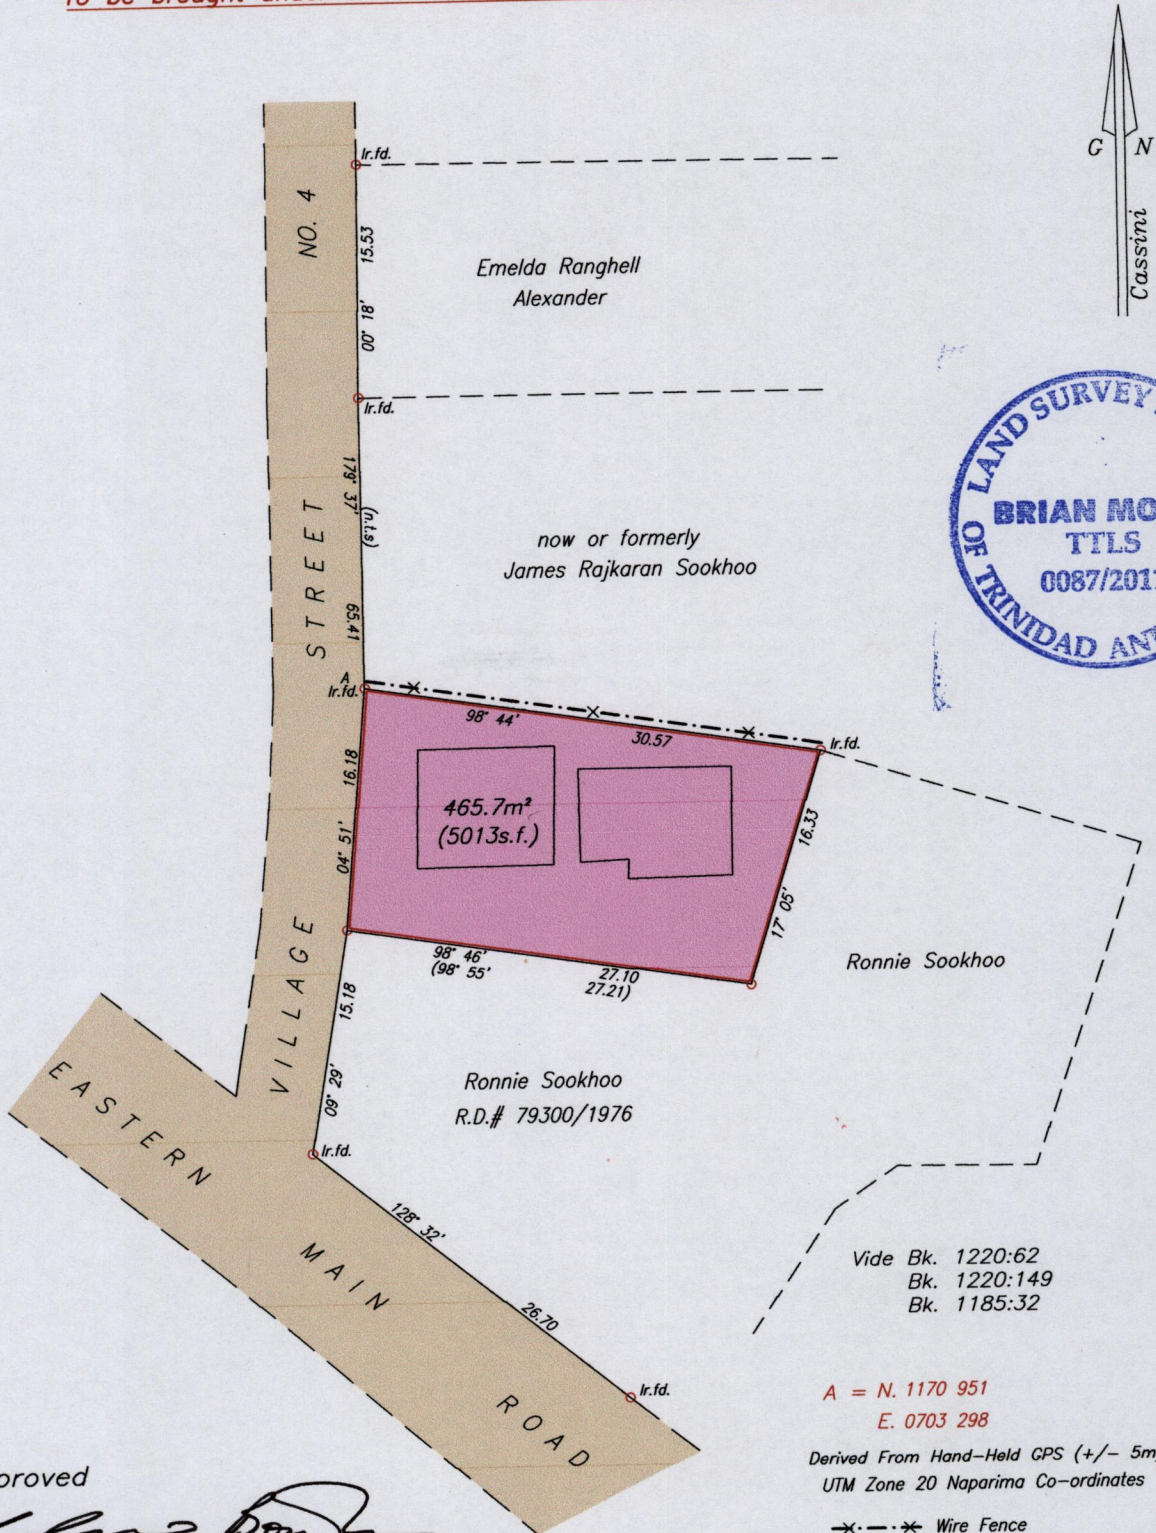 To be brought under
G N
Cassini
Ir.fd.
NO. 4
15.53
00° 18'
Emelda Ranghell
Alexander
Ir.fd.
179° 37'
(n.t.s)
65.41
STREET
now or formerly
James Rajkaran Sookhoo
LAND SURVEY
BRIAN MO
TTLS
0087/201
OF TRINIDAD AN
A
Ir.fd.
98° 44'
30.57
Ir.fd.
16.18
04° 51'
465.7m²
(5013s.f.)
16.33
17° 05'
98° 46'
(98° 55'
27.10
27.21)
Ronnie Sookhoo
VILLAGE
15.18
09° 29'
Ronnie Sookhoo
R.D.# 79300/1976
Ir.fd.
EASTERN
MAIN
ROAD
128° 32'
26.70
Ir.fd.
Vide Bk. 1220:62
Bk. 1220:149
Bk. 1185:32
A = N. 1170 951
E. 0703 298
Derived From Hand-Held GPS (+/- 5m
UTM Zone 20 Naparima Co-ordinates
Wire Fence
proved